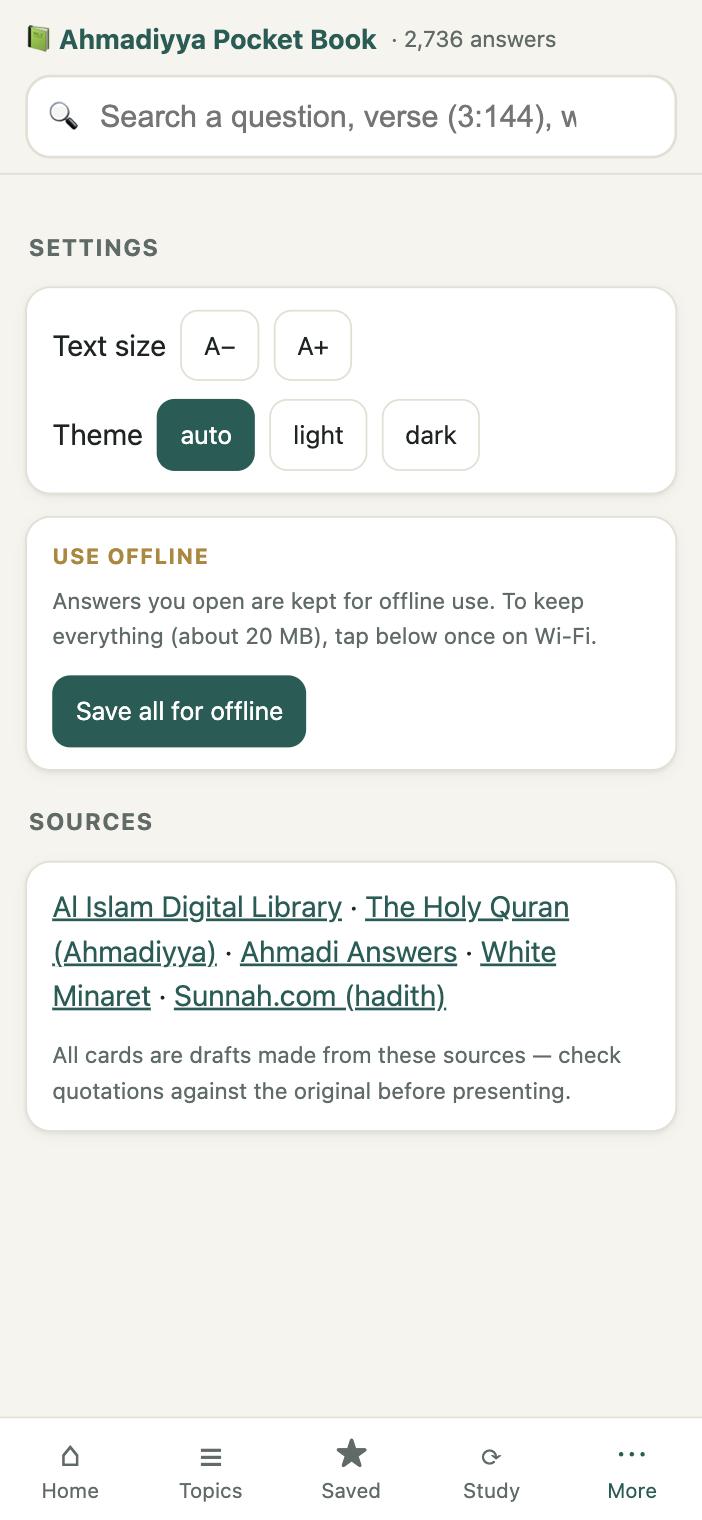 📗 Ahmadiyya Pocket Book · 2,736 answers
🔍 Search a question, verse (3:144), w
SETTINGS
Text size A− A+
Theme auto light dark
USE OFFLINE
Answers you open are kept for offline use. To keep
everything (about 20 MB), tap below once on Wi-Fi.
Save all for offline
SOURCES
Al Islam Digital Library · The Holy Quran
(Ahmadiyya) · Ahmadi Answers · White
Minaret · Sunnah.com (hadith)
All cards are drafts made from these sources — check
quotations against the original before presenting.
Home Topics Saved Study More